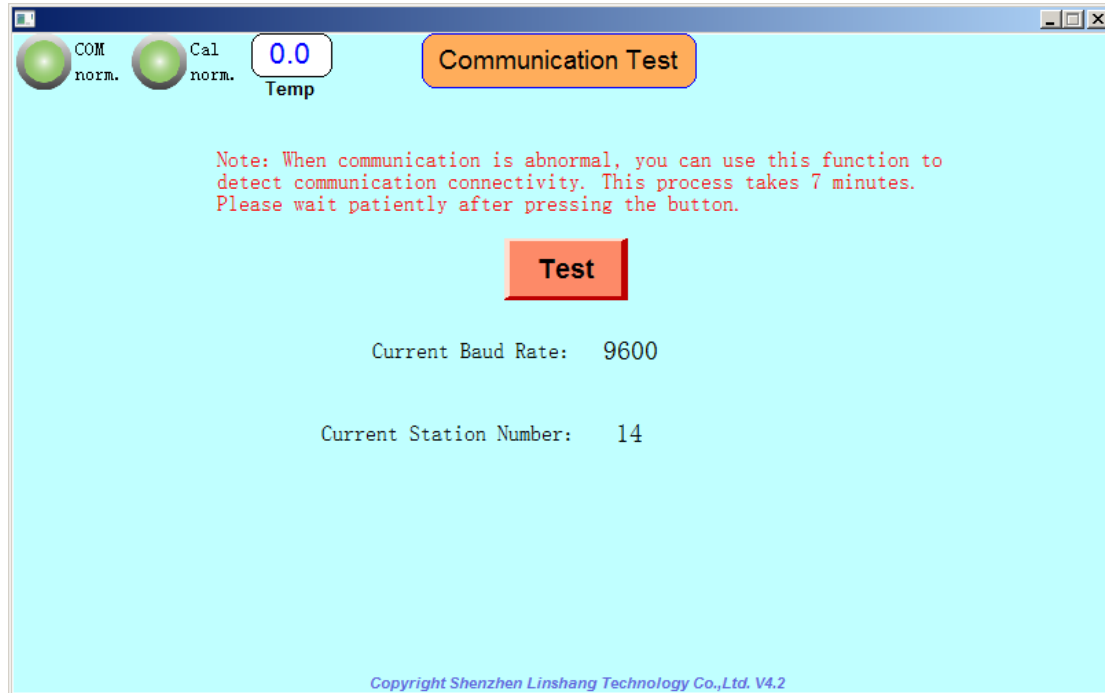 COM
norm.
Cal
norm.
0.0
Temp
Communication Test
Note: When communication is abnormal, you can use this function to
detect communication connectivity. This process takes 7 minutes.
Please wait patiently after pressing the button.
Test
Current Baud Rate: 9600
Current Station Number: 14
Copyright Shenzhen Linshang Technology Co.,Ltd. V4.2